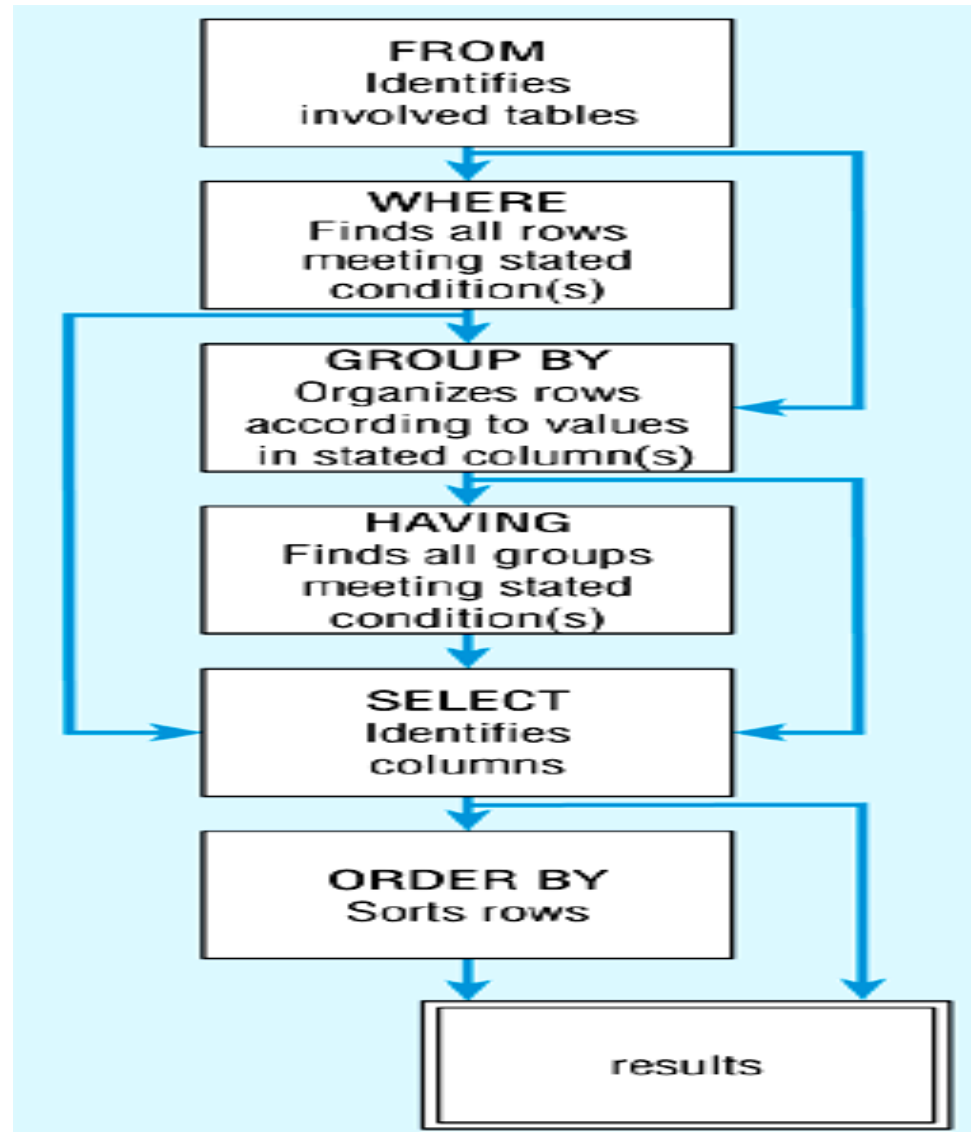 FROM
Identifies
involved tables
WHERE
Finds all rows
meeting stated
condition(s)
GROUP BY
Organizes rows
according to values
in stated column(s)
HAVING
Finds all groups
meeting stated
condition(s)
SELECT
Identifies
columns
ORDER BY
Sorts rows
results